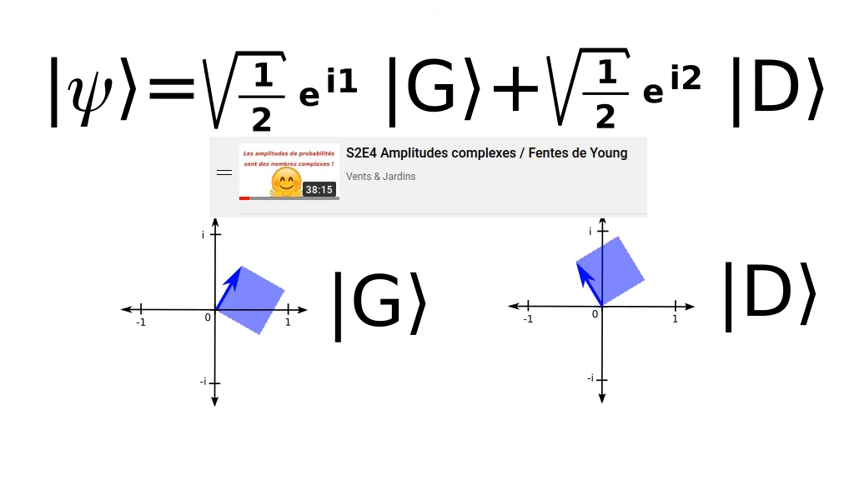 |ψ⟩=√1/2 e^i1 |G⟩+√1/2 e^i2 |D⟩
Les amplitudes de probabilités
sont des nombres complexes !
38:15
S2E4 Amplitudes complexes / Fentes de Young
Vents & Jardins
i
-1
0
1
-i
|G⟩
i
-1
0
1
-i
|D⟩